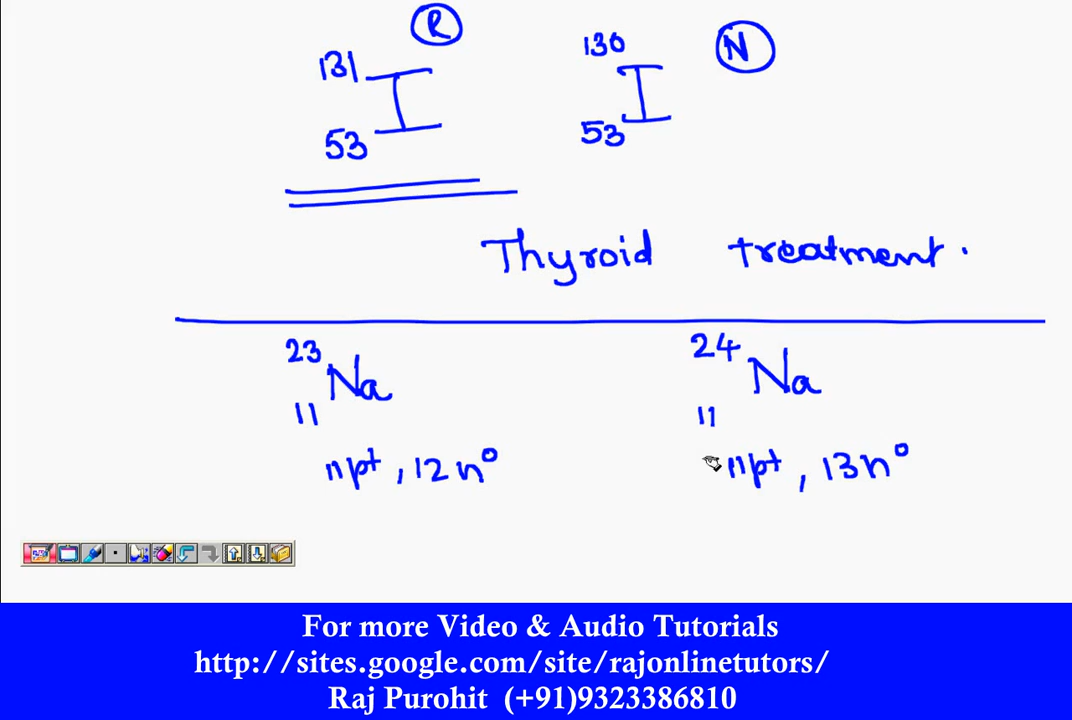 R N
131 I 130 I
53 53
Thyroid treatment.
23 Na 24 Na
11 11
11p+, 12n° 11p+, 13n°
For more Video & Audio Tutorials
http://sites.google.com/site/rajonlinetutors/
Raj Purohit (+91)9323386810